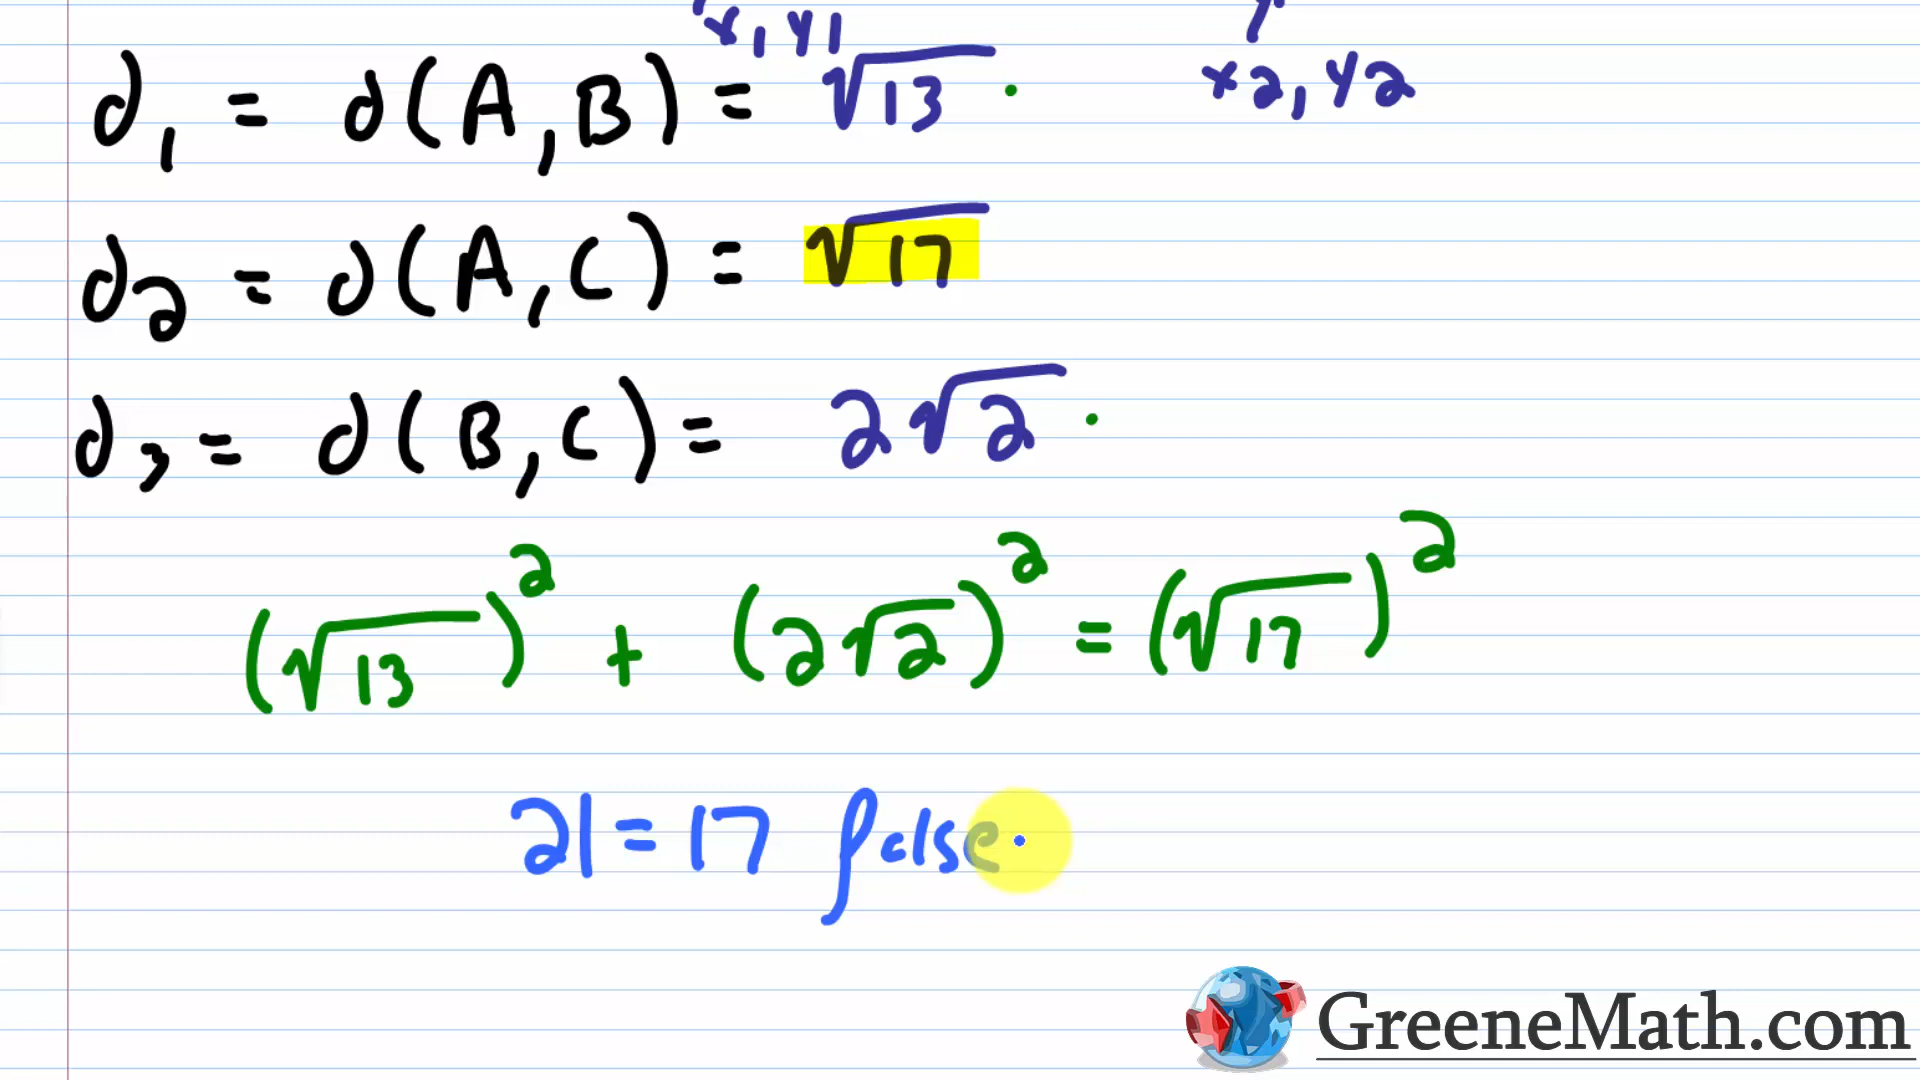 x1, y1
x2, y2
d₁ = d(A, B) = √13 .
d₂ = d(A, C) = √17
d₃ = d(B, C) = 2√2 .
(√13)² + (2√2)² = (√17)²
21 = 17 false
GreeneMath.com